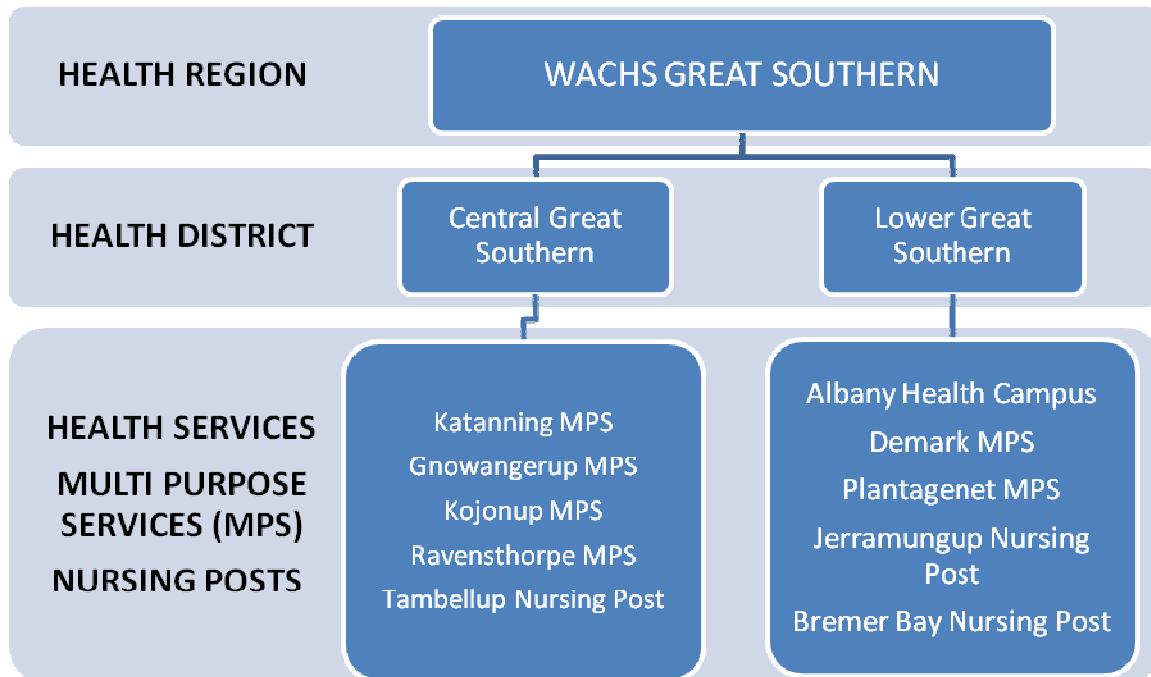 HEALTH REGION
WACHS GREAT SOUTHERN
HEALTH DISTRICT
Central Great
Southern
Lower Great
Southern
HEALTH SERVICES
MULTI PURPOSE
SERVICES (MPS)
NURSING POSTS
Katanning MPS
Gnowangerup MPS
Kojonup MPS
Ravensthorpe MPS
Tambellup Nursing Post
Albany Health Campus
Demark MPS
Plantagenet MPS
Jerramungup Nursing
Post
Bremer Bay Nursing Post